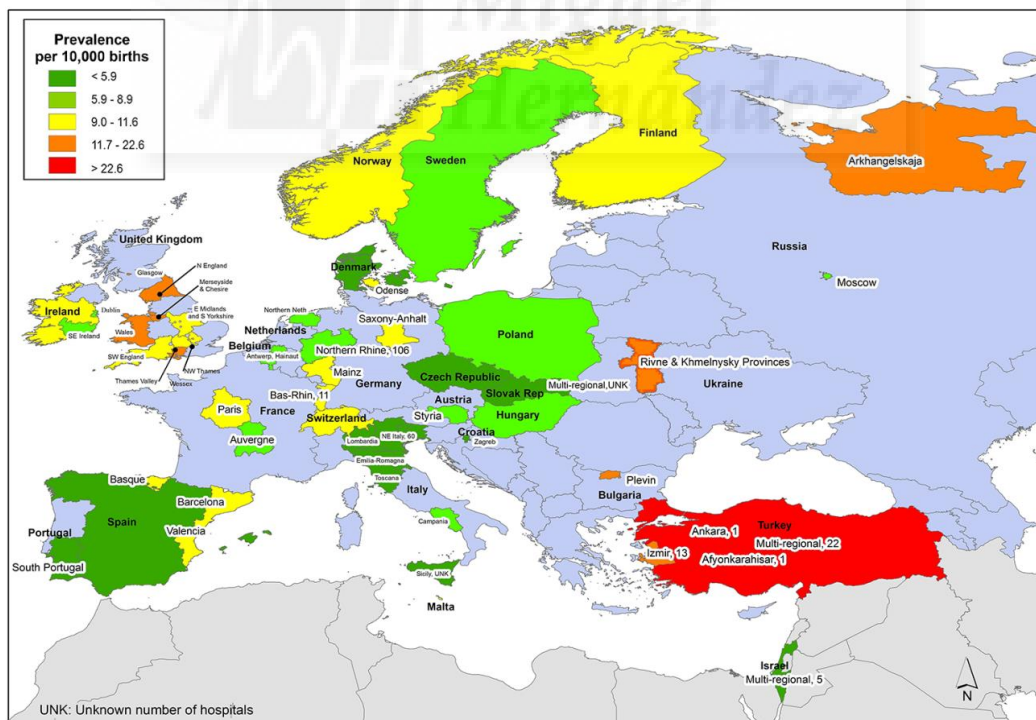 Miguel
Hernández
Prevalence
per 10,000 births
< 5.9
5.9 - 8.9
9.0 - 11.6
11.7 - 22.6
> 22.6
Finland
Norway
Sweden
Arkhangelskaja
United Kingdom
N England
Glasgow
Merseyside
& Chesire
Russia
Denmark
Odense
Moscow
Ireland
Dublin
E Midlands
and S Yorkshire
SE Ireland
Wales
Northern Neth
Saxony-Anhalt
Netherlands
Poland
Belgium
Northern Rhine, 106
Antwerp, Hainaut
SW England
NW Thames
Thames Valley
Wessex
Rivne & Khmelnysky Provinces
Mainz
Germany
Czech Republic
Multi-regional,UNK
Ukraine
Slovak Rep
Bas-Rhin, 11
Austria
Paris
France
Switzerland
Styria
Hungary
Auvergne
Croatia
Zagreb
Lombardia
NE Italy, 60
Emilia-Romagna
Toscana
Basque
Plevin
Italy
Bulgaria
Barcelona
Portugal
Spain
Campania
Turkey
Ankara, 1
Valencia
Multi-regional, 22
Izmir, 13
Afyonkarahisar, 1
South Portugal
Sicily, UNK
Malta
Israel
Multi-regional, 5
N
UNK: Unknown number of hospitals